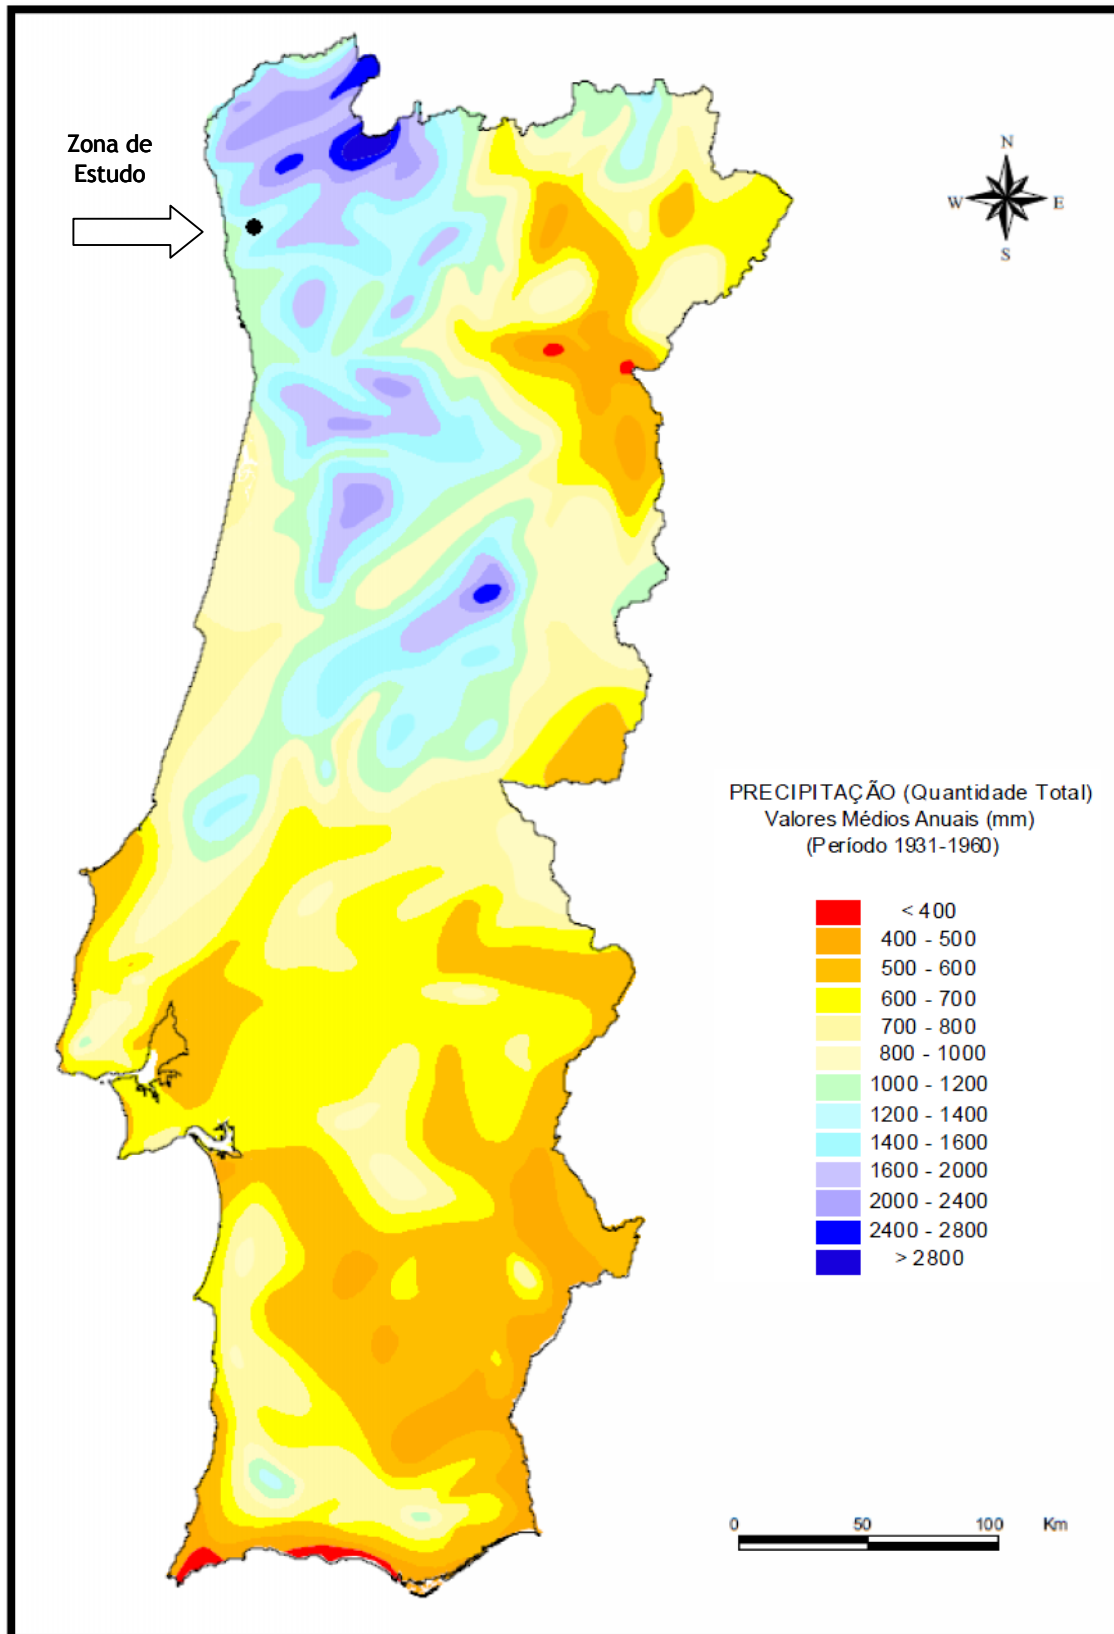 Zona de
Estudo
N
W
E
S
PRECIPITAÇÃO (Quantidade Total)
Valores Médios Anuais (mm)
(Período 1931-1960)
< 400
400 - 500
500 - 600
600 - 700
700 - 800
800 - 1000
1000 - 1200
1200 - 1400
1400 - 1600
1600 - 2000
2000 - 2400
2400 - 2800
> 2800
0 50 100 Km